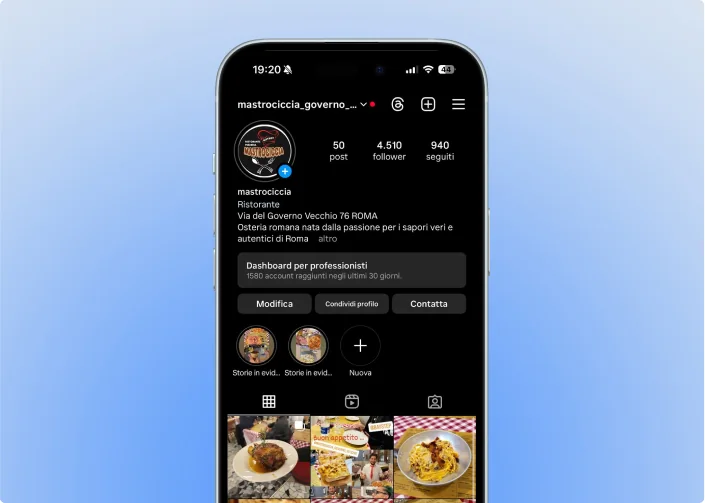 19:20
44
mastrociccia_governo_...
MASTROCICCIA
50
post
4.510
follower
940
seguiti
mastrociccia
Ristorante
Via del Governo Vecchio 76 ROMA
Osteria romana nata dalla passione per i sapori veri e
autentici di Roma altro
Dashboard per professionisti
1580 account raggiunti negli ultimi 30 giorni.
Modifica
Condividi profilo
Contatta
Storie in evid...
Storie in evid...
Nuova
Buon appetito ...